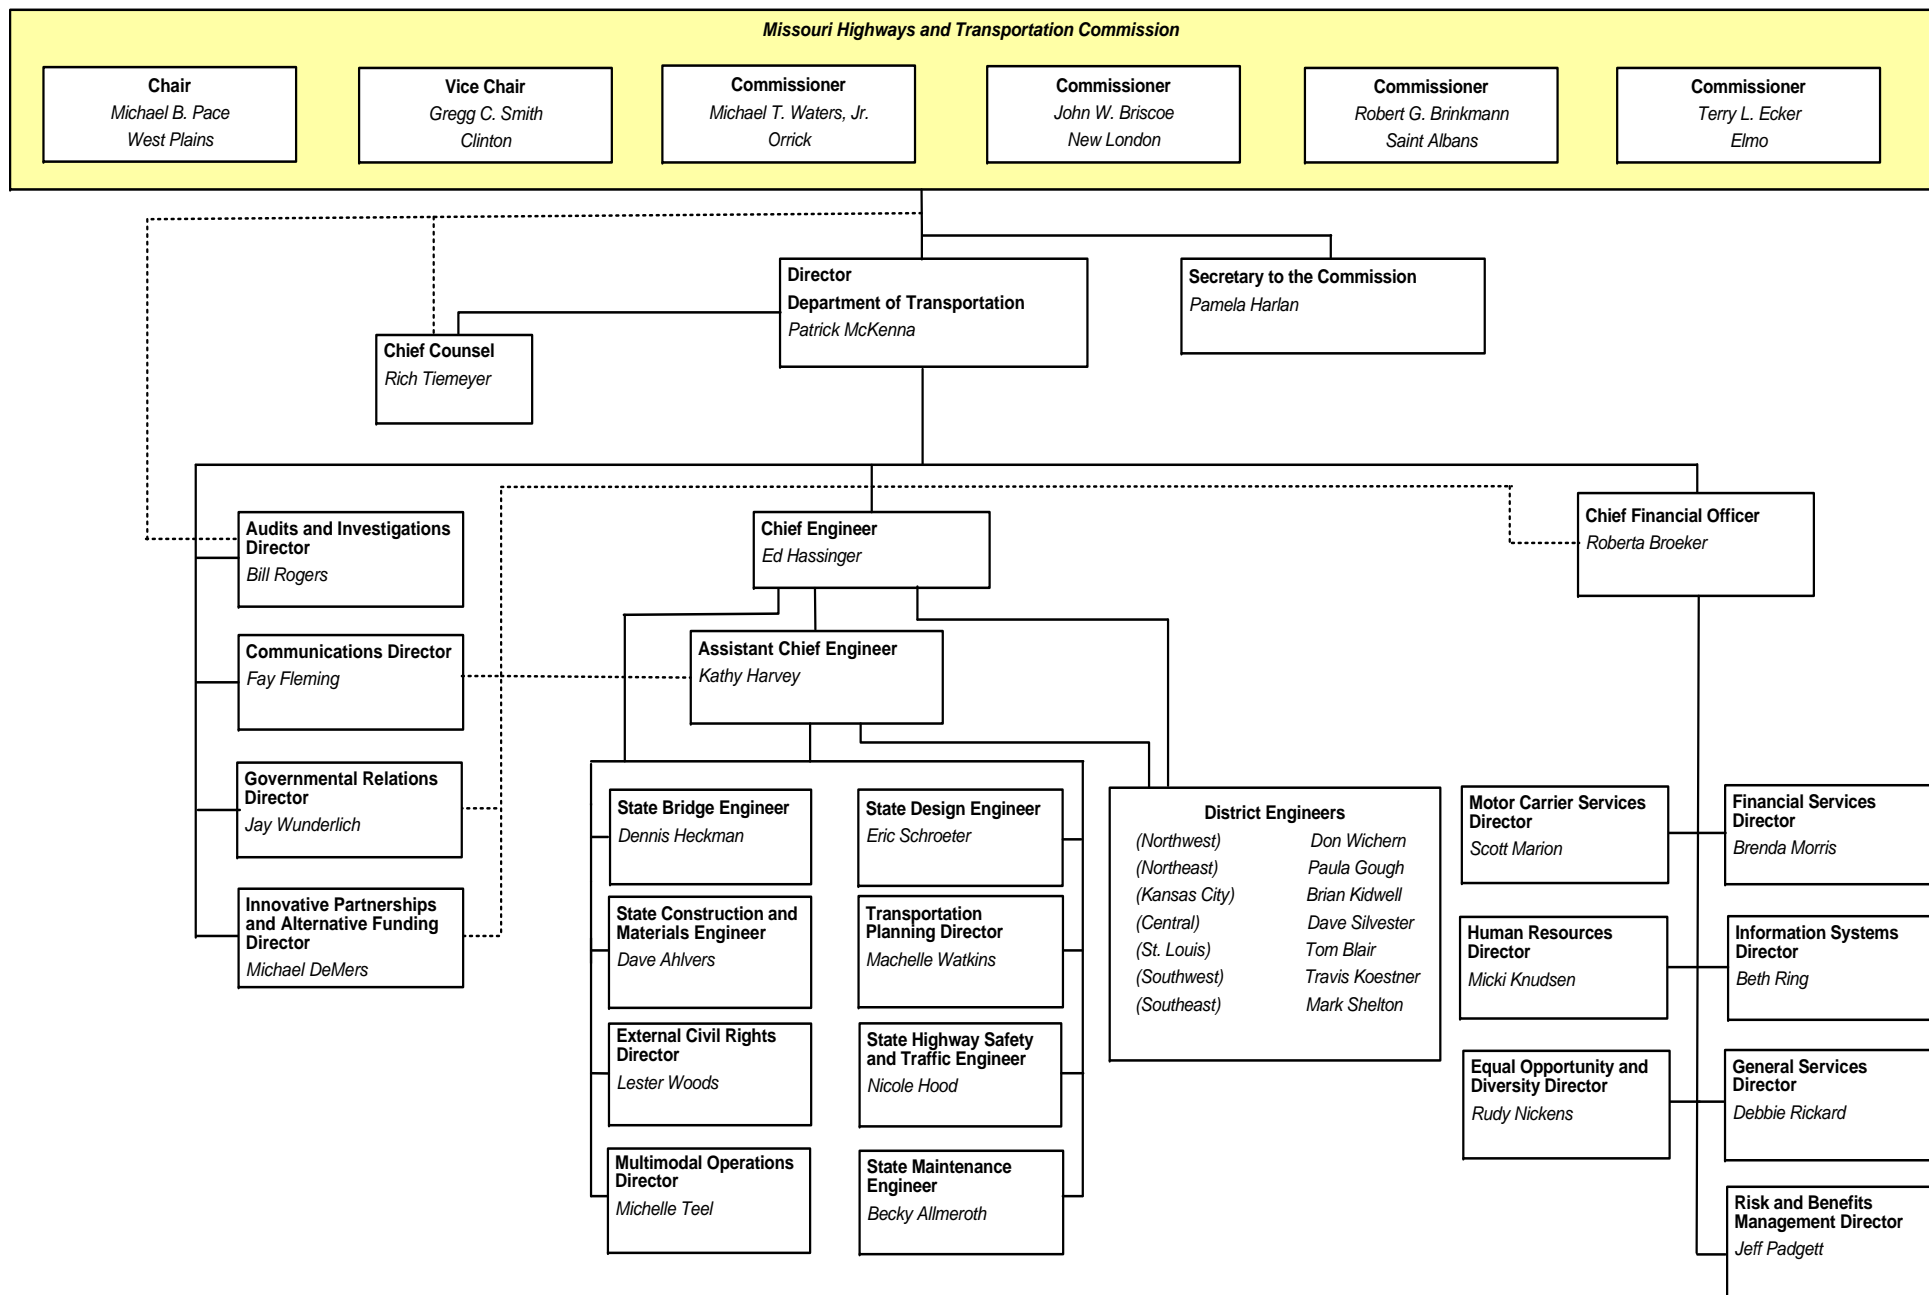 Missouri Highways and Transportation Commission
Chair
Michael B. Pace
West Plains
Vice Chair
Gregg C. Smith
Clinton
Commissioner
Michael T. Waters, Jr.
Orrick
Commissioner
John W. Briscoe
New London
Commissioner
Robert G. Brinkmann
Saint Albans
Commissioner
Terry L. Ecker
Elmo
Director
Department of Transportation
Patrick McKenna
Secretary to the Commission
Pamela Harlan
Chief Counsel
Rich Tiemeyer
Audits and Investigations
Director
Bill Rogers
Communications Director
Fay Fleming
Governmental Relations
Director
Jay Wunderlich
Innovative Partnerships
and Alternative Funding
Director
Michael DeMers
Chief Engineer
Ed Hassinger
Assistant Chief Engineer
Kathy Harvey
Chief Financial Officer
Roberta Broeker
State Bridge Engineer
Dennis Heckman
State Design Engineer
Eric Schroeter
State Construction and
Materials Engineer
Dave Ahlvers
Transportation
Planning Director
Machelle Watkins
External Civil Rights
Director
Lester Woods
State Highway Safety
and Traffic Engineer
Nicole Hood
Multimodal Operations
Director
Michelle Teel
State Maintenance
Engineer
Becky Allmeroth
District Engineers
(Northwest) Don Wichern
(Northeast) Paula Gough
(Kansas City) Brian Kidwell
(Central) Dave Silvester
(St. Louis) Tom Blair
(Southwest) Travis Koestner
(Southeast) Mark Shelton
Motor Carrier Services
Director
Scott Marion
Financial Services
Director
Brenda Morris
Human Resources
Director
Micki Knudsen
Information Systems
Director
Beth Ring
Equal Opportunity and
Diversity Director
Rudy Nickens
General Services
Director
Debbie Rickard
Risk and Benefits
Management Director
Jeff Padgett